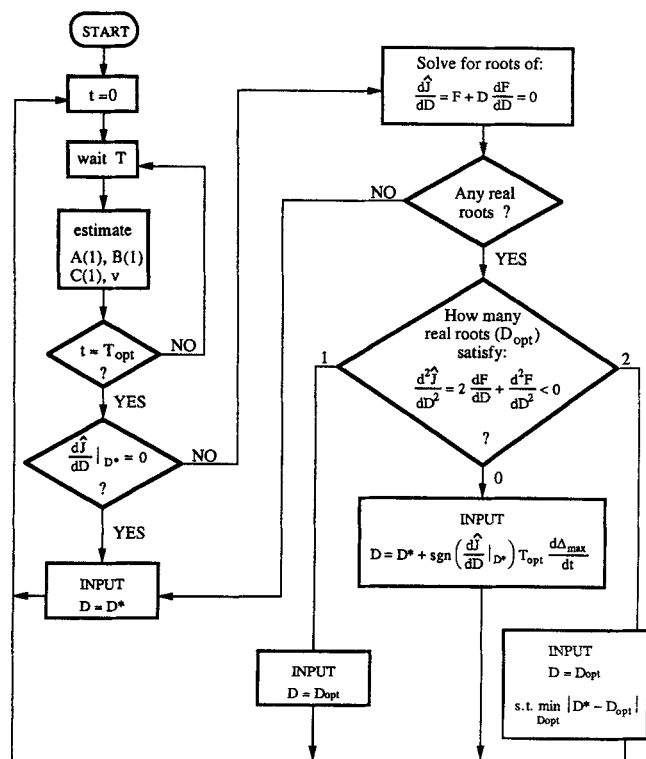 START
t=0
wait T
estimate
A(1), B(1)
C(1), v
t = T_opt
?
NO
YES
dĴ/dD |_D* = 0
?
NO
YES
INPUT
D = D*
Solve for roots of:
dĴ/dD = F + D dF/dD = 0
Any real
roots ?
NO
YES
How many
real roots (D_opt)
satisfy:
d²Ĵ/dD² = 2 dF/dD + d²F/dD² < 0
?
1
2
0
INPUT
D = D* + sgn (dĴ/dD |_D*) T_opt dΔ_max/dt
INPUT
D = D_opt
INPUT
D = D_opt
s.t. min_D_opt |D* − D_opt|